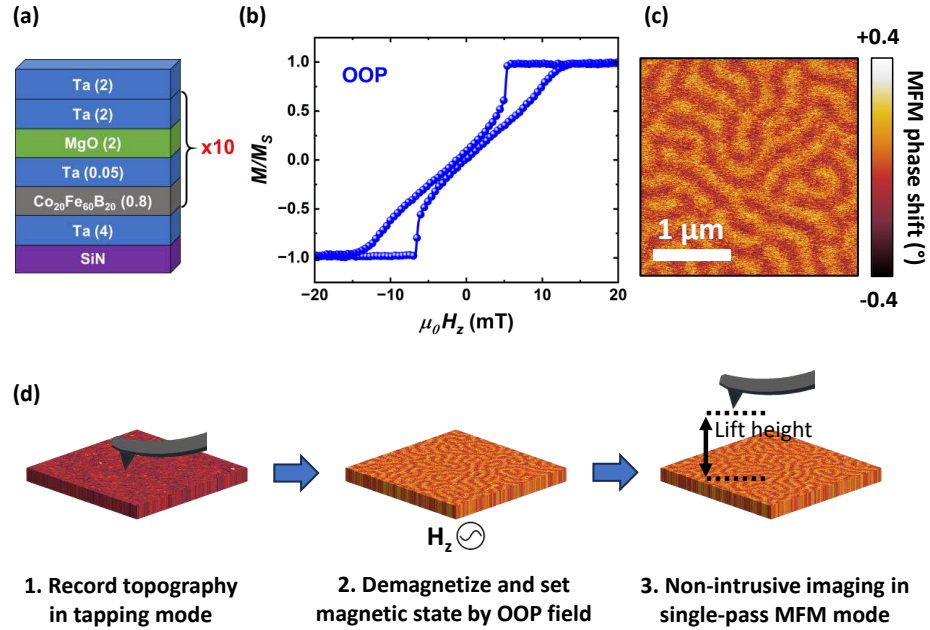 (a)
Ta (2)
Ta (2)
MgO (2)
Ta (0.05)
Co₂₀Fe₆₀B₂₀ (0.8)
Ta (4)
SiN
x10
(b)
OOP
M/M_S
1.0
0.5
0.0
−0.5
−1.0
−20
−10
0
10
20
μ₀H_z (mT)
(c)
1 μm
+0.4
MFM phase shift (°)
-0.4
(d)
Lift height
H_z
1. Record topography
in tapping mode
2. Demagnetize and set
magnetic state by OOP field
3. Non-intrusive imaging in
single-pass MFM mode